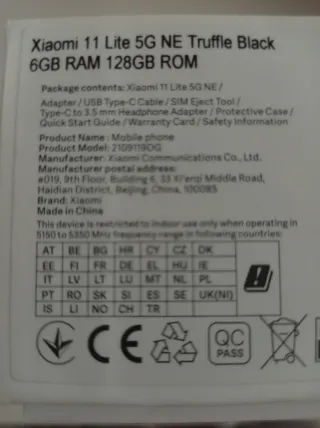 Xiaomi 11 Lite 5G NE Truffle Black
6GB RAM 128GB ROM
Package contents: Xiaomi 11 Lite 5G NE /
Adapter / USB Type-C Cable / SIM Eject Tool /
Type-C to 3.5 mm Headphone Adapter / Protective Case /
Quick Start Guide / Warranty Card / Safety Information
Product Name: Mobile phone
Product Model: 2109119DG
Manufacturer: Xiaomi Communications Co., Ltd.
Manufacturer postal address:
#019, 9th Floor, Building 6, 33 Xi'erqi Middle Road,
Haidian District, Beijing, China, 100085
Brand: Xiaomi
Made in China
This device is restricted to indoor use only when operating in
5150 to 5350 MHz frequency range in following countries:
AT BE BG HR CY CZ DK
EE FI FR DE EL HU IE
IT LV LT LU MT NL PL
PT RO SK SI ES SE UK(NI)
IS LI NO CH TR
CE
QC
PASS